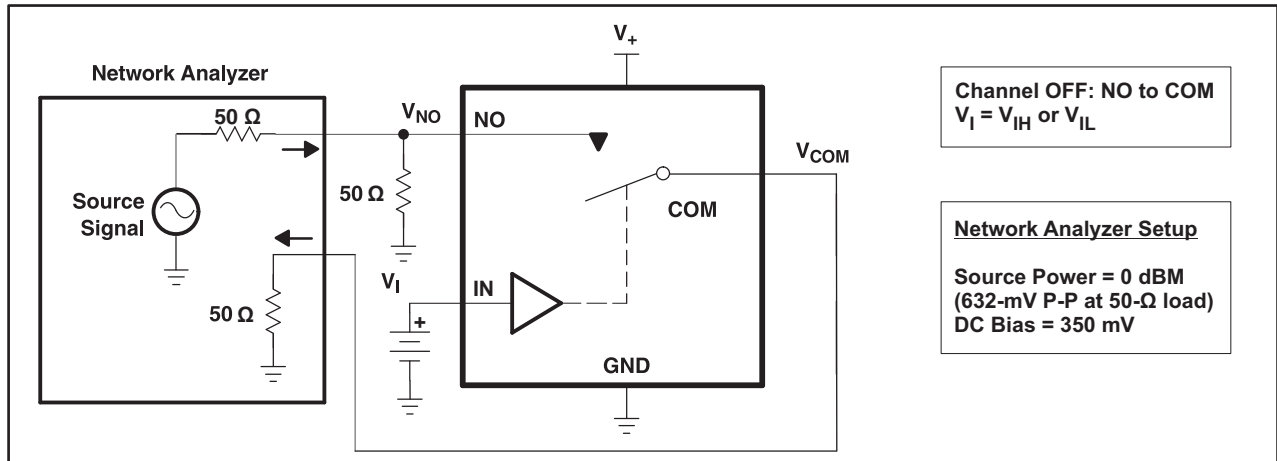 V+
Network Analyzer
50 Ω
VNO
NO
Source
Signal
50 Ω
COM
VCOM
50 Ω
VI
IN
+
GND
Channel OFF: NO to COM
VI = VIH or VIL
Network Analyzer Setup
Source Power = 0 dBM
(632-mV P-P at 50-Ω load)
DC Bias = 350 mV